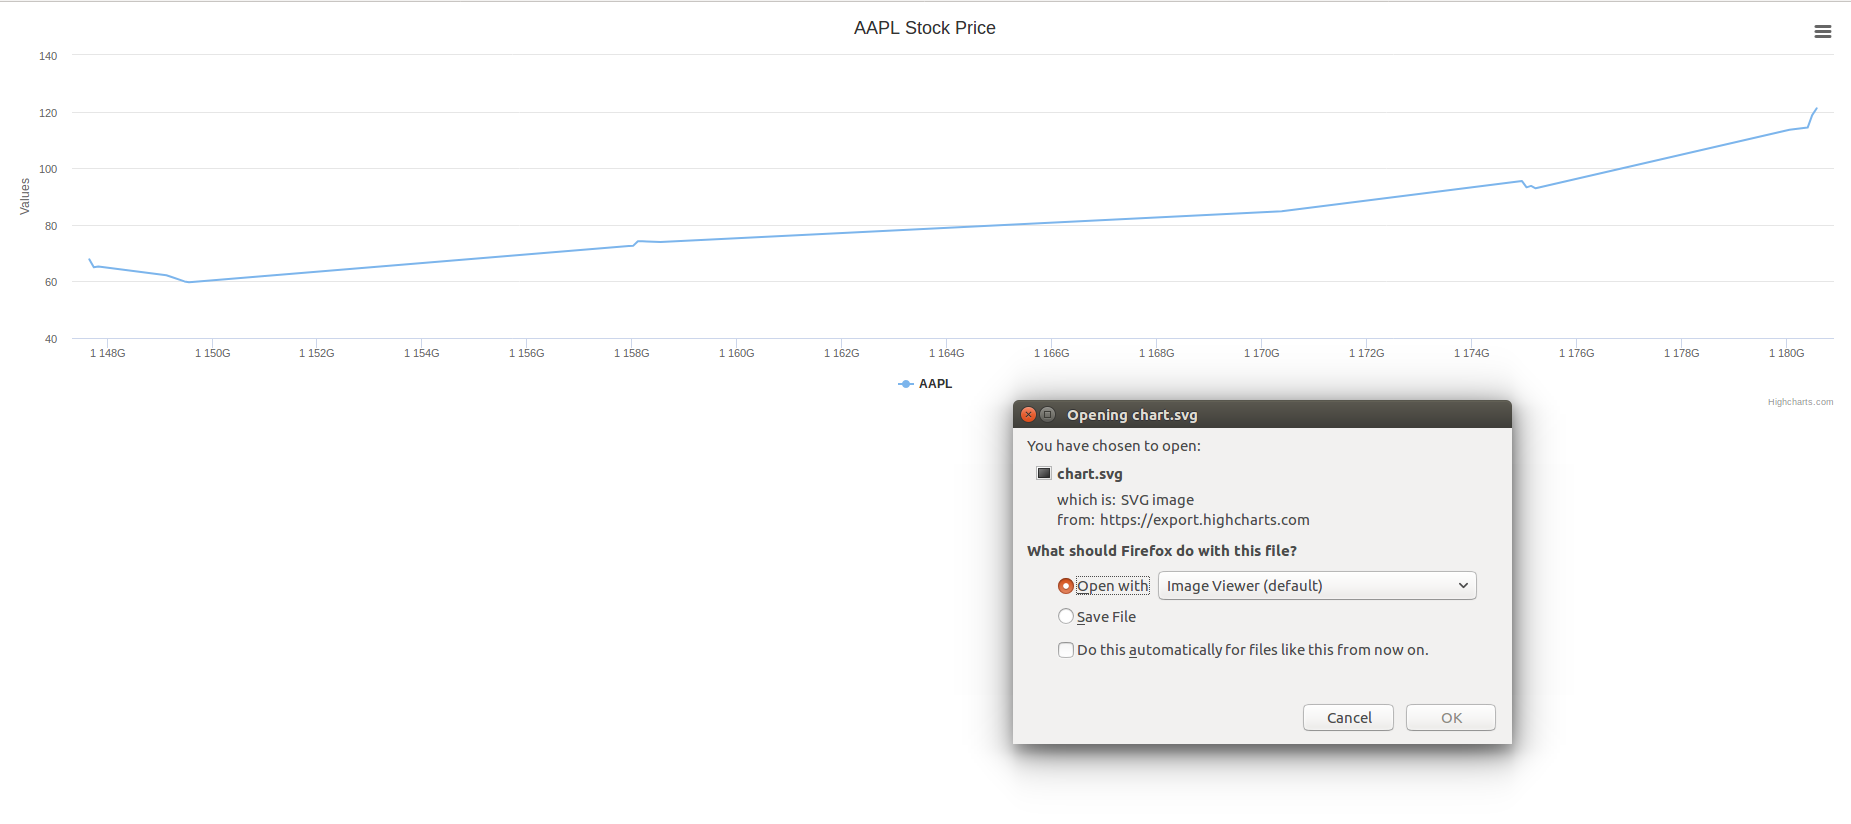 AAPL Stock Price
Values
140
120
100
80
60
40
1 148G 1 150G 1 152G 1 154G 1 156G 1 158G 1 160G 1 162G 1 164G 1 166G 1 168G 1 170G 1 172G 1 174G 1 176G 1 178G 1 180G
AAPL
Highcharts.com
Opening chart.svg
You have chosen to open:
chart.svg
which is: SVG image
from: https://export.highcharts.com
What should Firefox do with this file?
Open with Image Viewer (default)
Save File
Do this automatically for files like this from now on.
Cancel OK